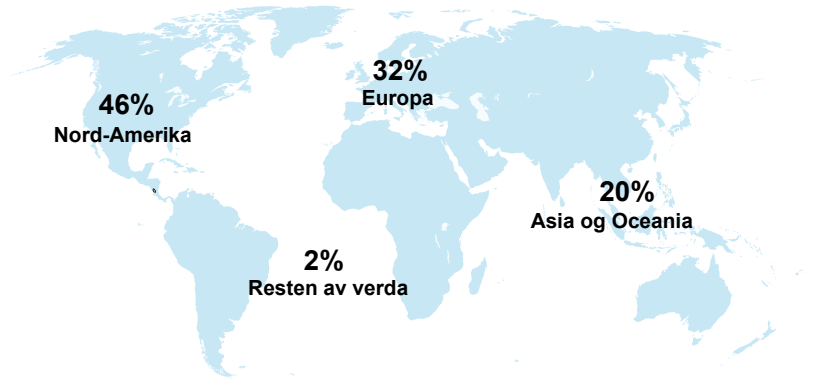 46%
Nord-Amerika
32%
Europa
20%
Asia og Oceania
2%
Resten av verda